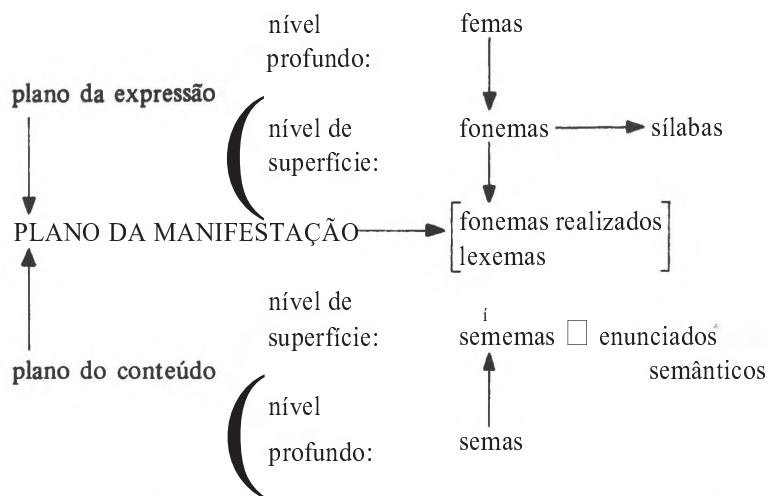 nível
profundo:
femas
plano da expressão
nível de
superfície:
fonemas
sílabas
PLANO DA MANIFESTAÇÃO
fonemas realizados
lexemas
nível de
superfície:
í
sememas
enunciados
semânticos
plano do conteúdo
nível
profundo:
semas